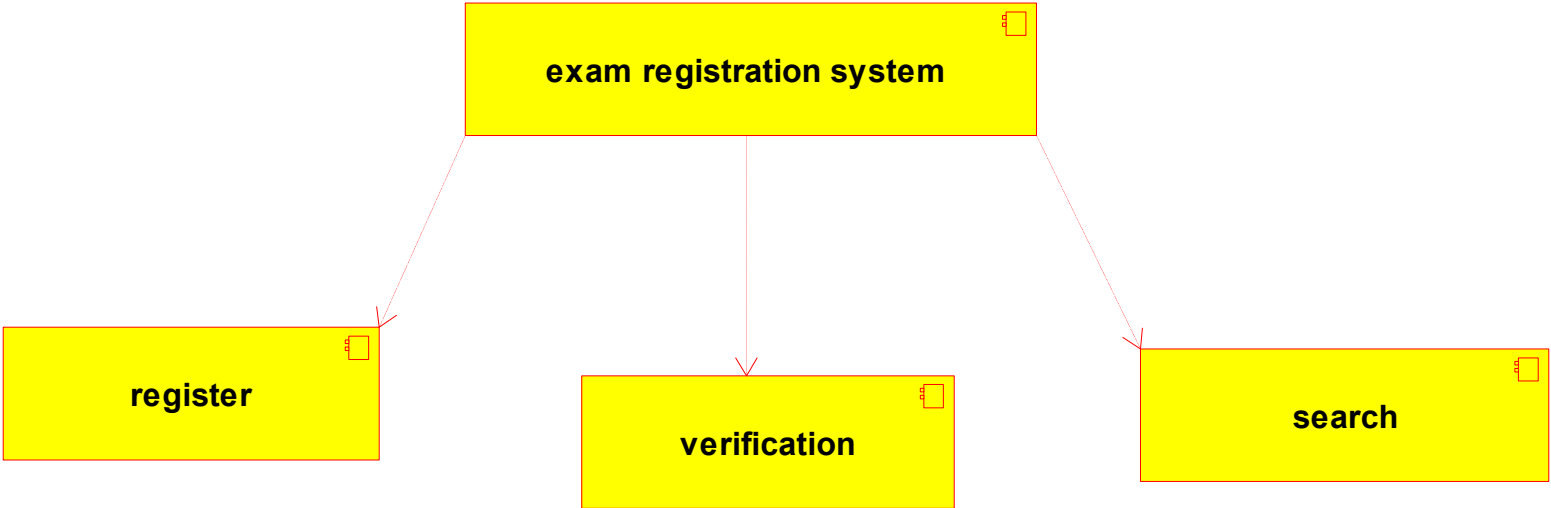 exam registration system
register
verification
search